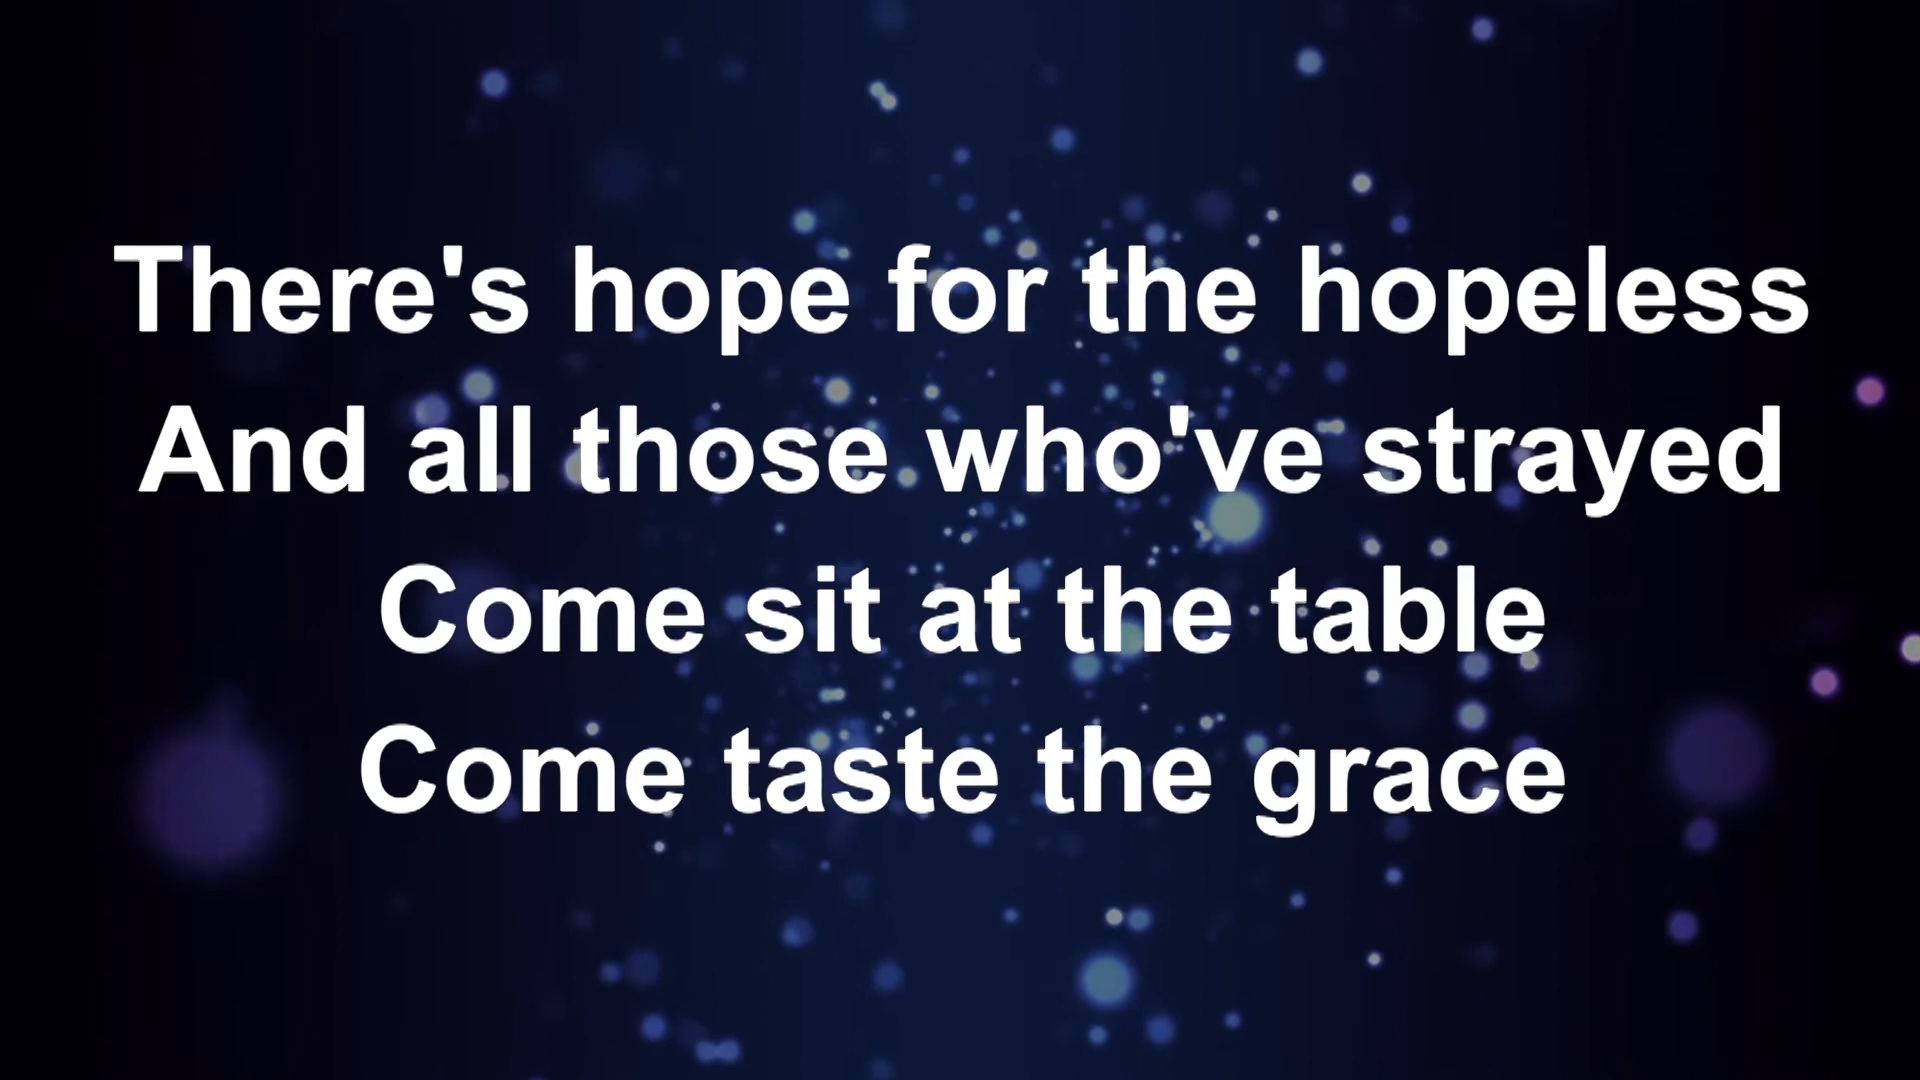 There's hope for the hopeless
And all those who've strayed
Come sit at the table
Come taste the grace